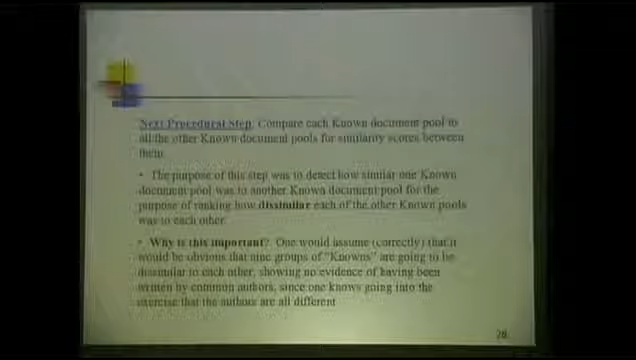 Next Procedural Step: Compare each Known document pool to
all the other Known document pools for similarity scores between
them
• The purpose of this step was to detect how similar one Known
document pool was to another Known document pool for the
purpose of ranking how dissimilar each of the other Known pools
was to each other.
• Why is this important?: One would assume (correctly) that it
would be obvious that nine groups of "Knowns" are going to be
dissimilar to each other, showing no evidence of having been
written by common authors, since one knows going into the
exercise that the authors are all different
28